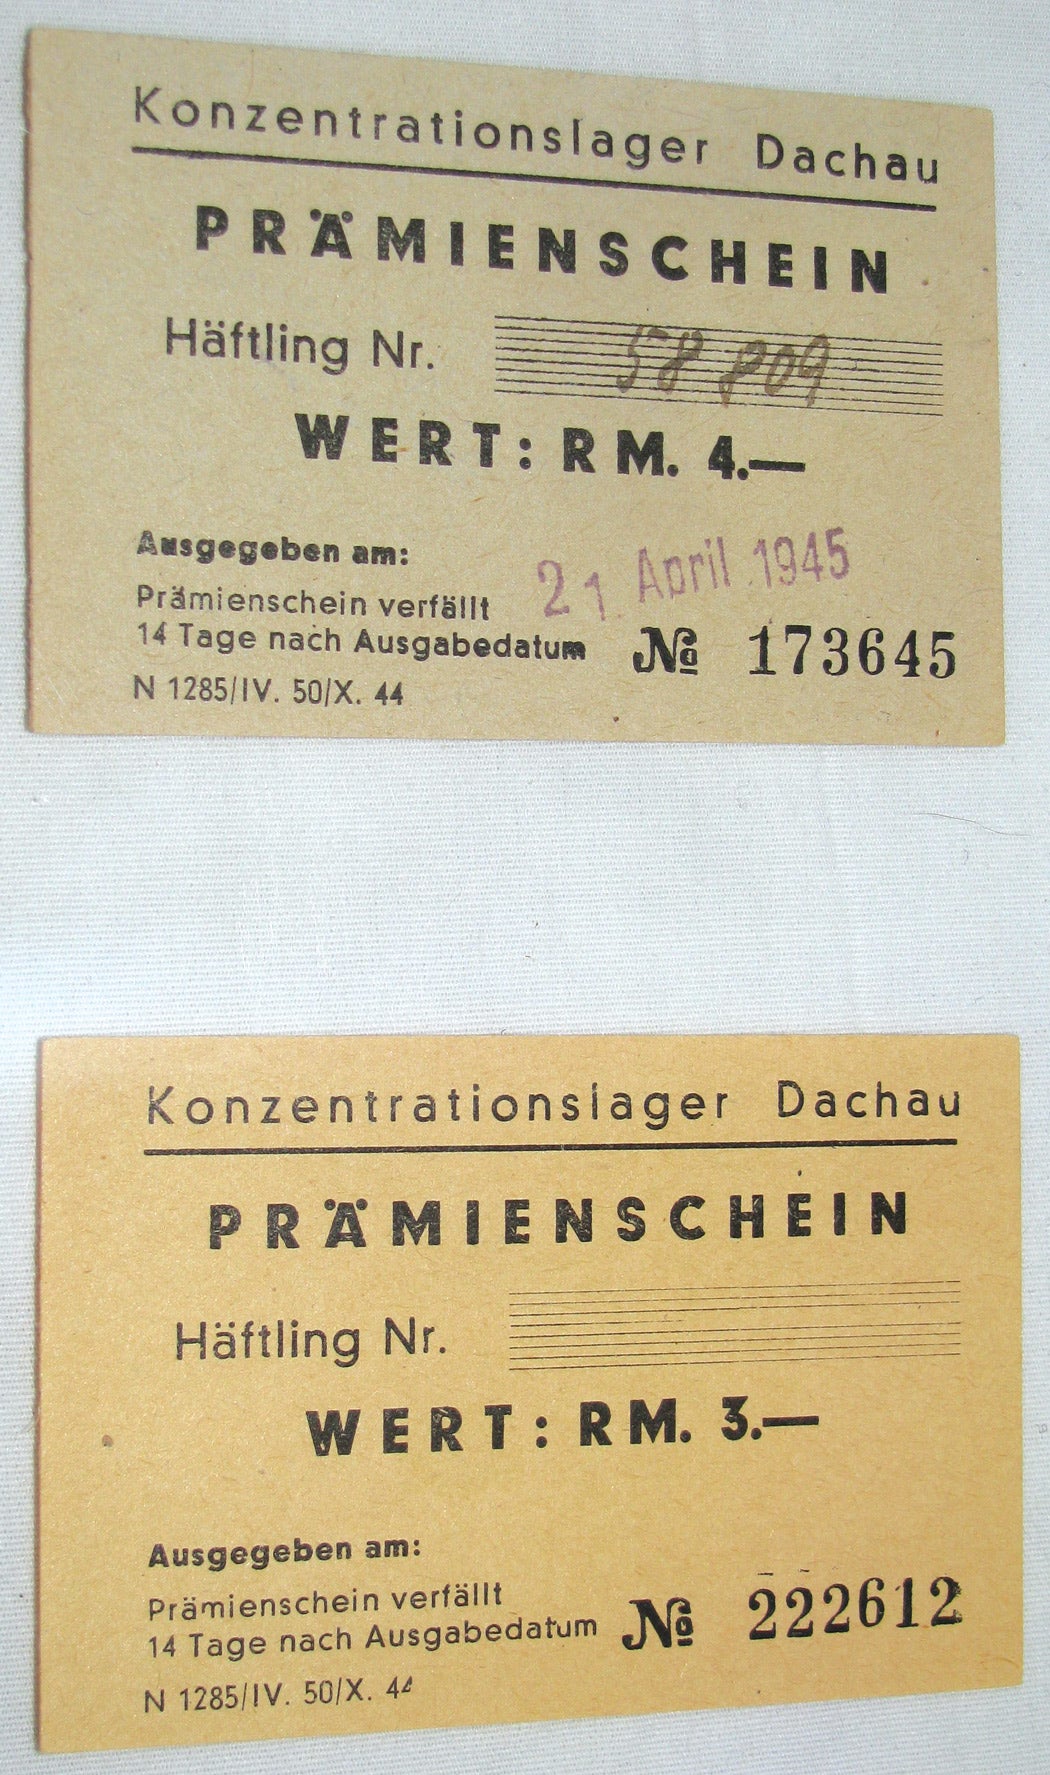 Konzentrationslager Dachau
PRÄMIENSCHEIN
Häftling Nr. 58 809
WERT: RM. 4.—
Ausgegeben am: 21 April 1945
Prämienschein verfällt
14 Tage nach Ausgabedatum № 173645
N 1285/IV. 50/X. 44
Konzentrationslager Dachau
PRÄMIENSCHEIN
Häftling Nr.
WERT: RM. 3.—
Ausgegeben am:
Prämienschein verfällt
14 Tage nach Ausgabedatum № 222612
N 1285/IV. 50/X. 44